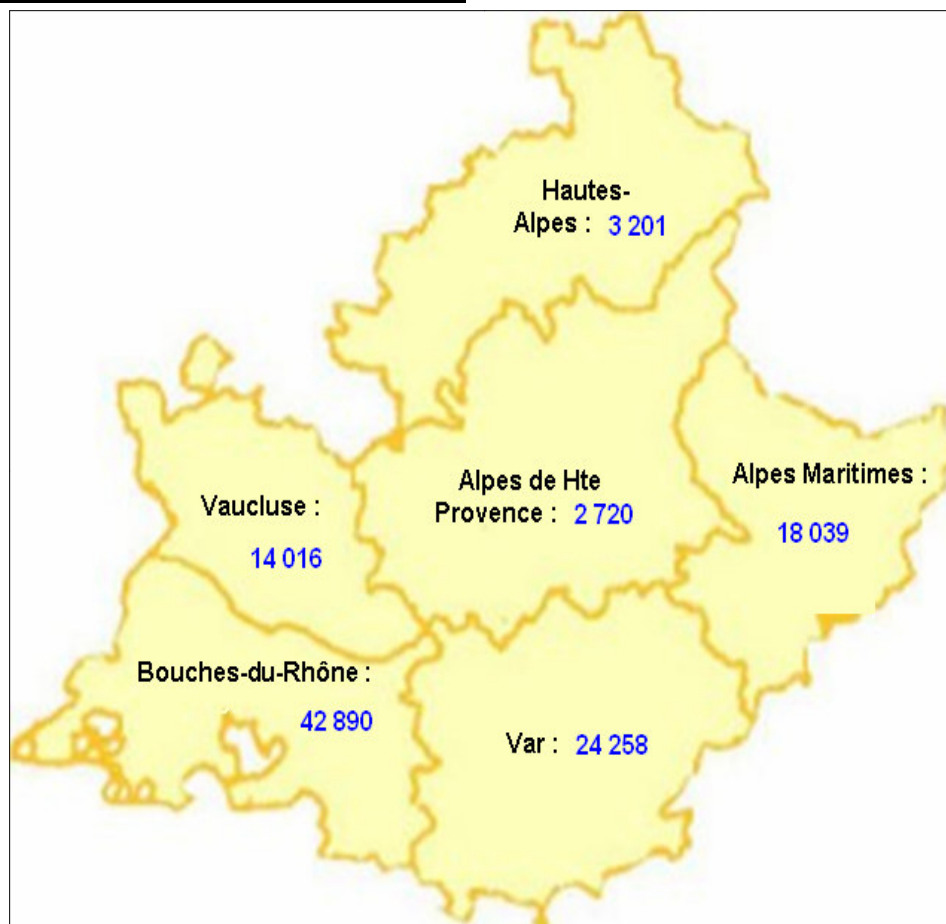 Hautes-
Alpes : 3 201
Alpes de Hte
Provence : 2 720
Alpes Maritimes :
18 039
Vaucluse :
14 016
Bouches-du-Rhône :
42 890
Var : 24 258